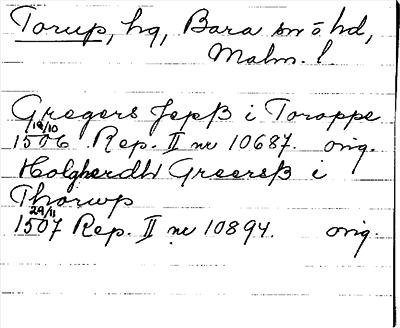 Torup, hg, Bara sn o hd,
Malm. l.
Gregers Jepß i Toroppe
19/10
1506 Rep. II nr 10687. orig.
Holgherdh Greersß i
Thorwp
29/11
1507 Rep. II nr 10894. orig.